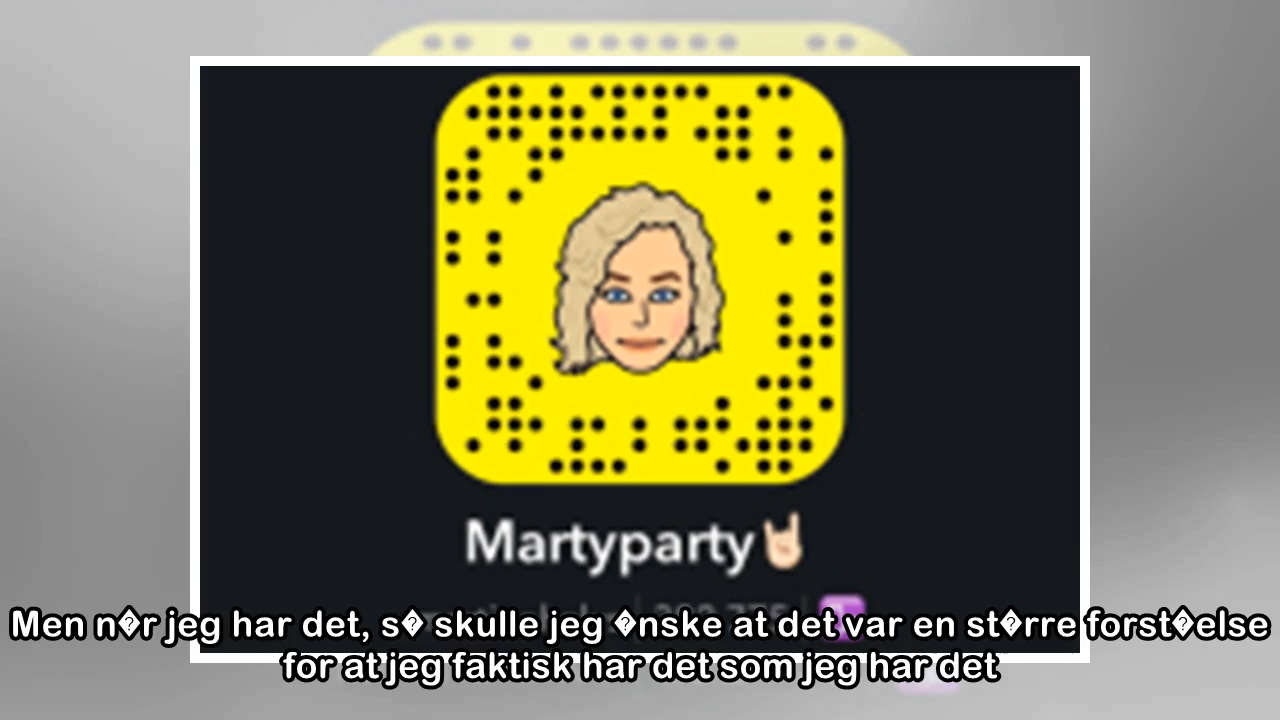 Martyparty🤘🏻
Men n�r jeg har det, s� skulle jeg �nske at det var en st�rre forst�else
for at jeg faktisk har det som jeg har det